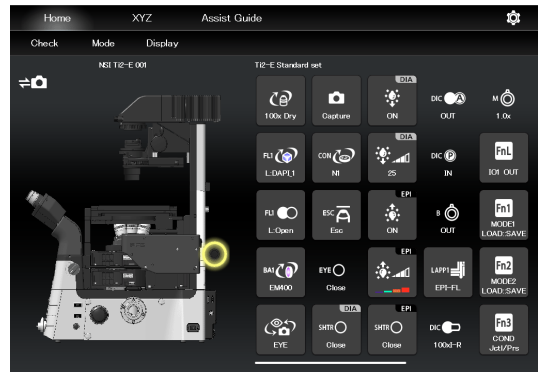 Home XYZ Assist Guide
Check Mode Display
NSI Ti2-E 001
Ti2-E Standard set
100x Dry
Capture
DIA
ON
DIC A
OUT
M
1.0x
FL1
L:DAPI_1
CON
N1
DIA
25
DIC P
IN
FnL
IO1 OUT
FL1
L:Open
ESC
Esc
EPI
ON
B
OUT
Fn1
MODE1
LOAD:SAVE
BA1
EM400
EYE
Close
EPI
LAPP1
EPI-FL
Fn2
MODE2
LOAD:SAVE
EYE
DIA
SHTR
Close
EPI
SHTR
Close
DIC
100xI-R
Fn3
COND
Jctl/Prs